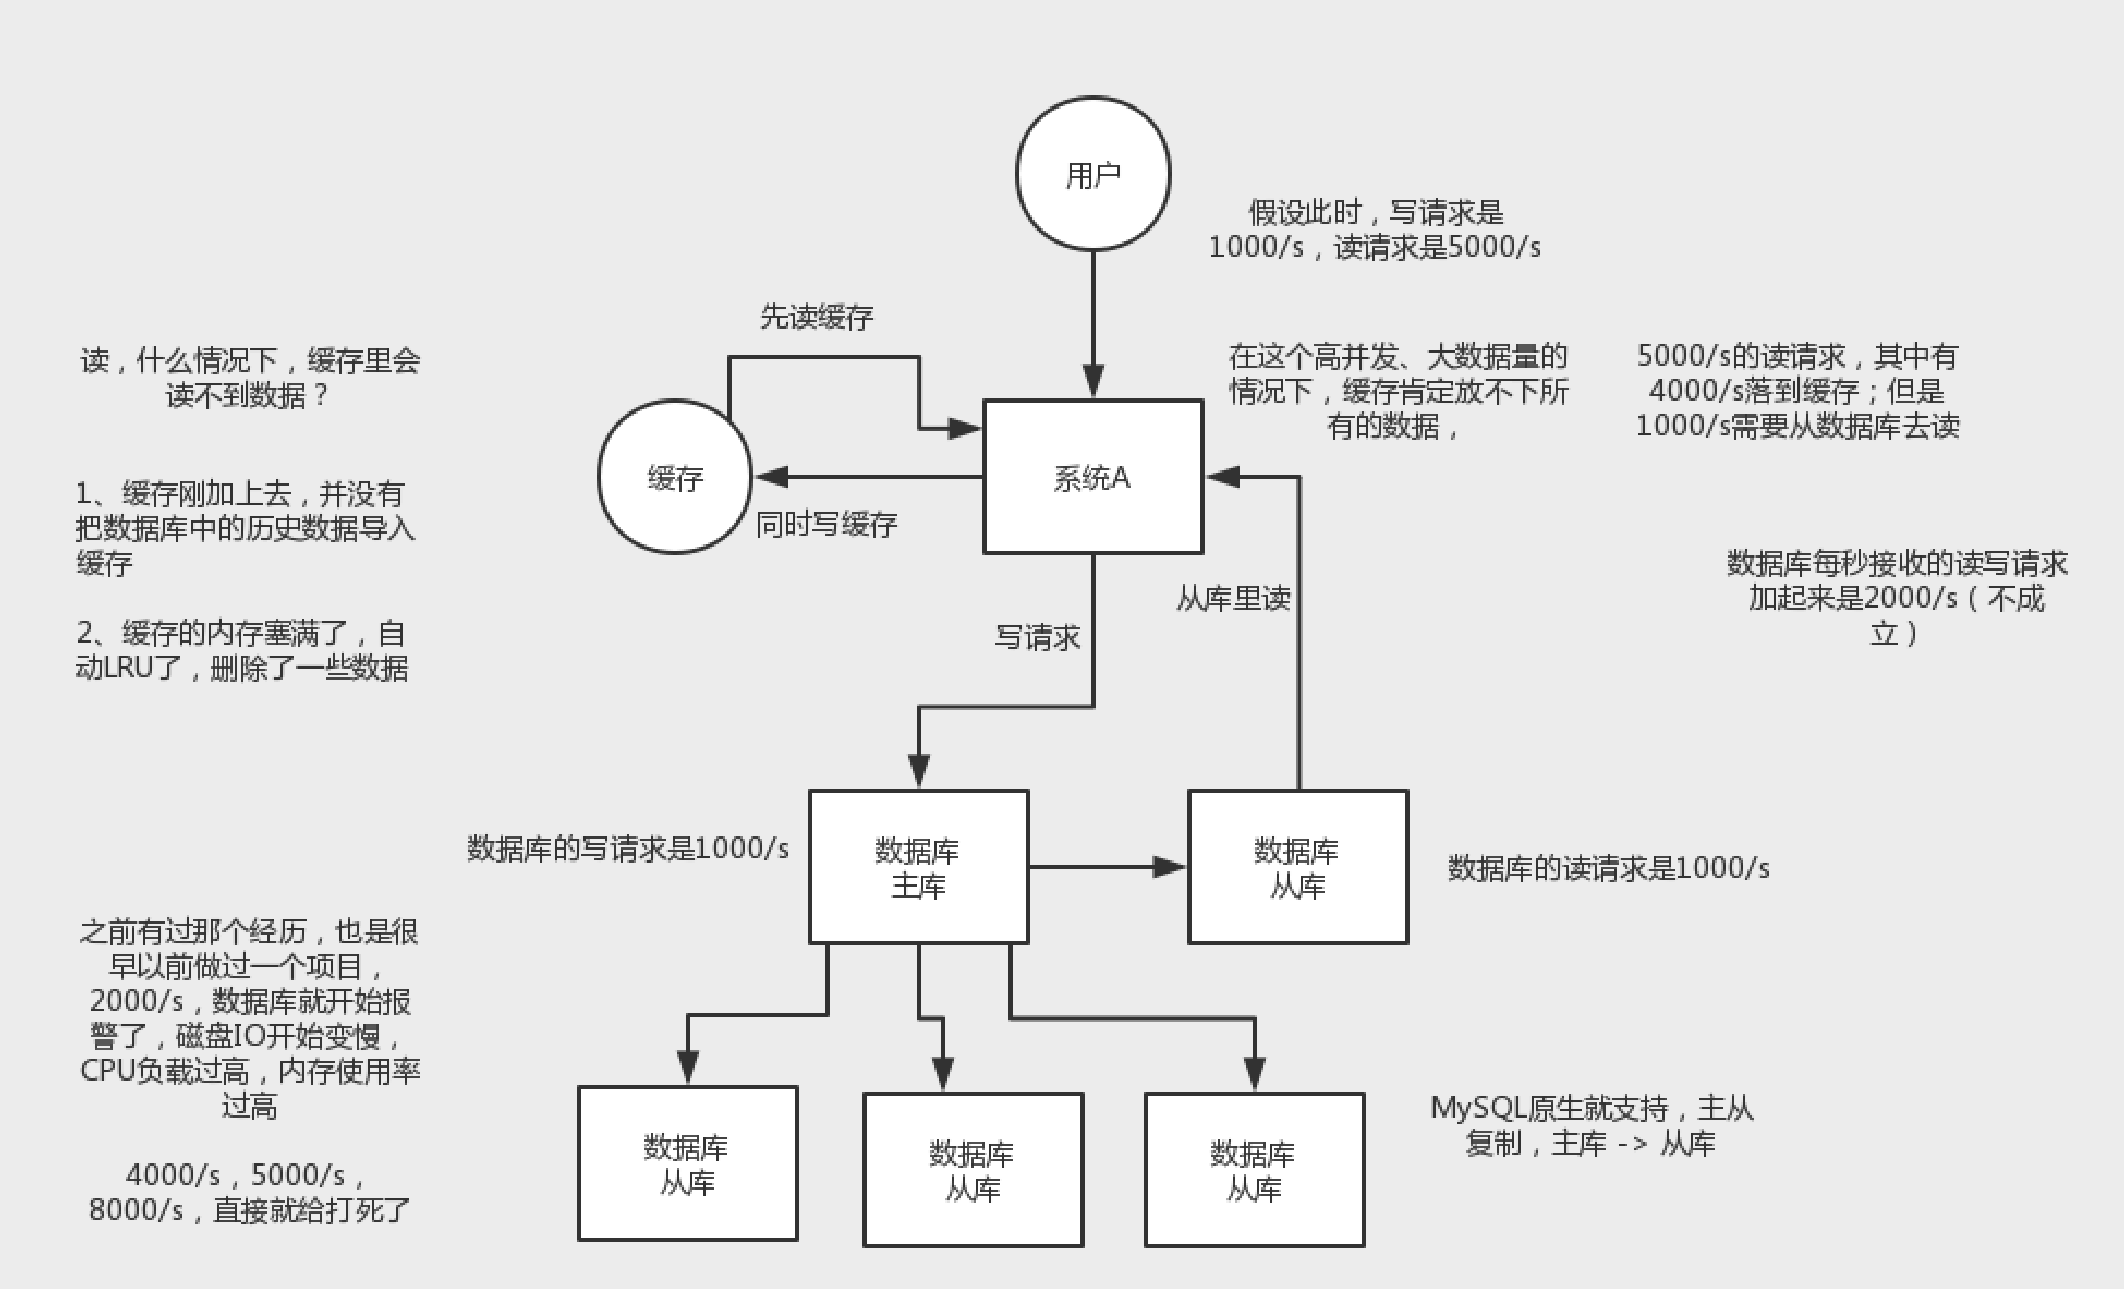 用户
假设此时，写请求是
1000/s，读请求是5000/s
先读缓存
读，什么情况下，缓存里会
读不到数据？
在这个高并发、大数据量的
情况下，缓存肯定放不下所
有的数据，
5000/s的读请求，其中有
4000/s落到缓存；但是
1000/s需要从数据库去读
缓存
系统A
同时写缓存
1、缓存刚加上去，并没有
把数据库中的历史数据导入
缓存
2、缓存的内存塞满了，自
动LRU了，删除了一些数据
从库里读
写请求
数据库每秒接收的读写请求
加起来是2000/s（不成
立）
数据库的写请求是1000/s
数据库
主库
数据库
从库
数据库的读请求是1000/s
之前有过那个经历，也是很
早以前做过一个项目，
2000/s，数据库就开始报
警了，磁盘IO开始变慢，
CPU负载过高，内存使用率
过高
4000/s，5000/s，
8000/s，直接就给打死了
数据库
从库
数据库
从库
数据库
从库
MySQL原生就支持，主从
复制，主库 -> 从库